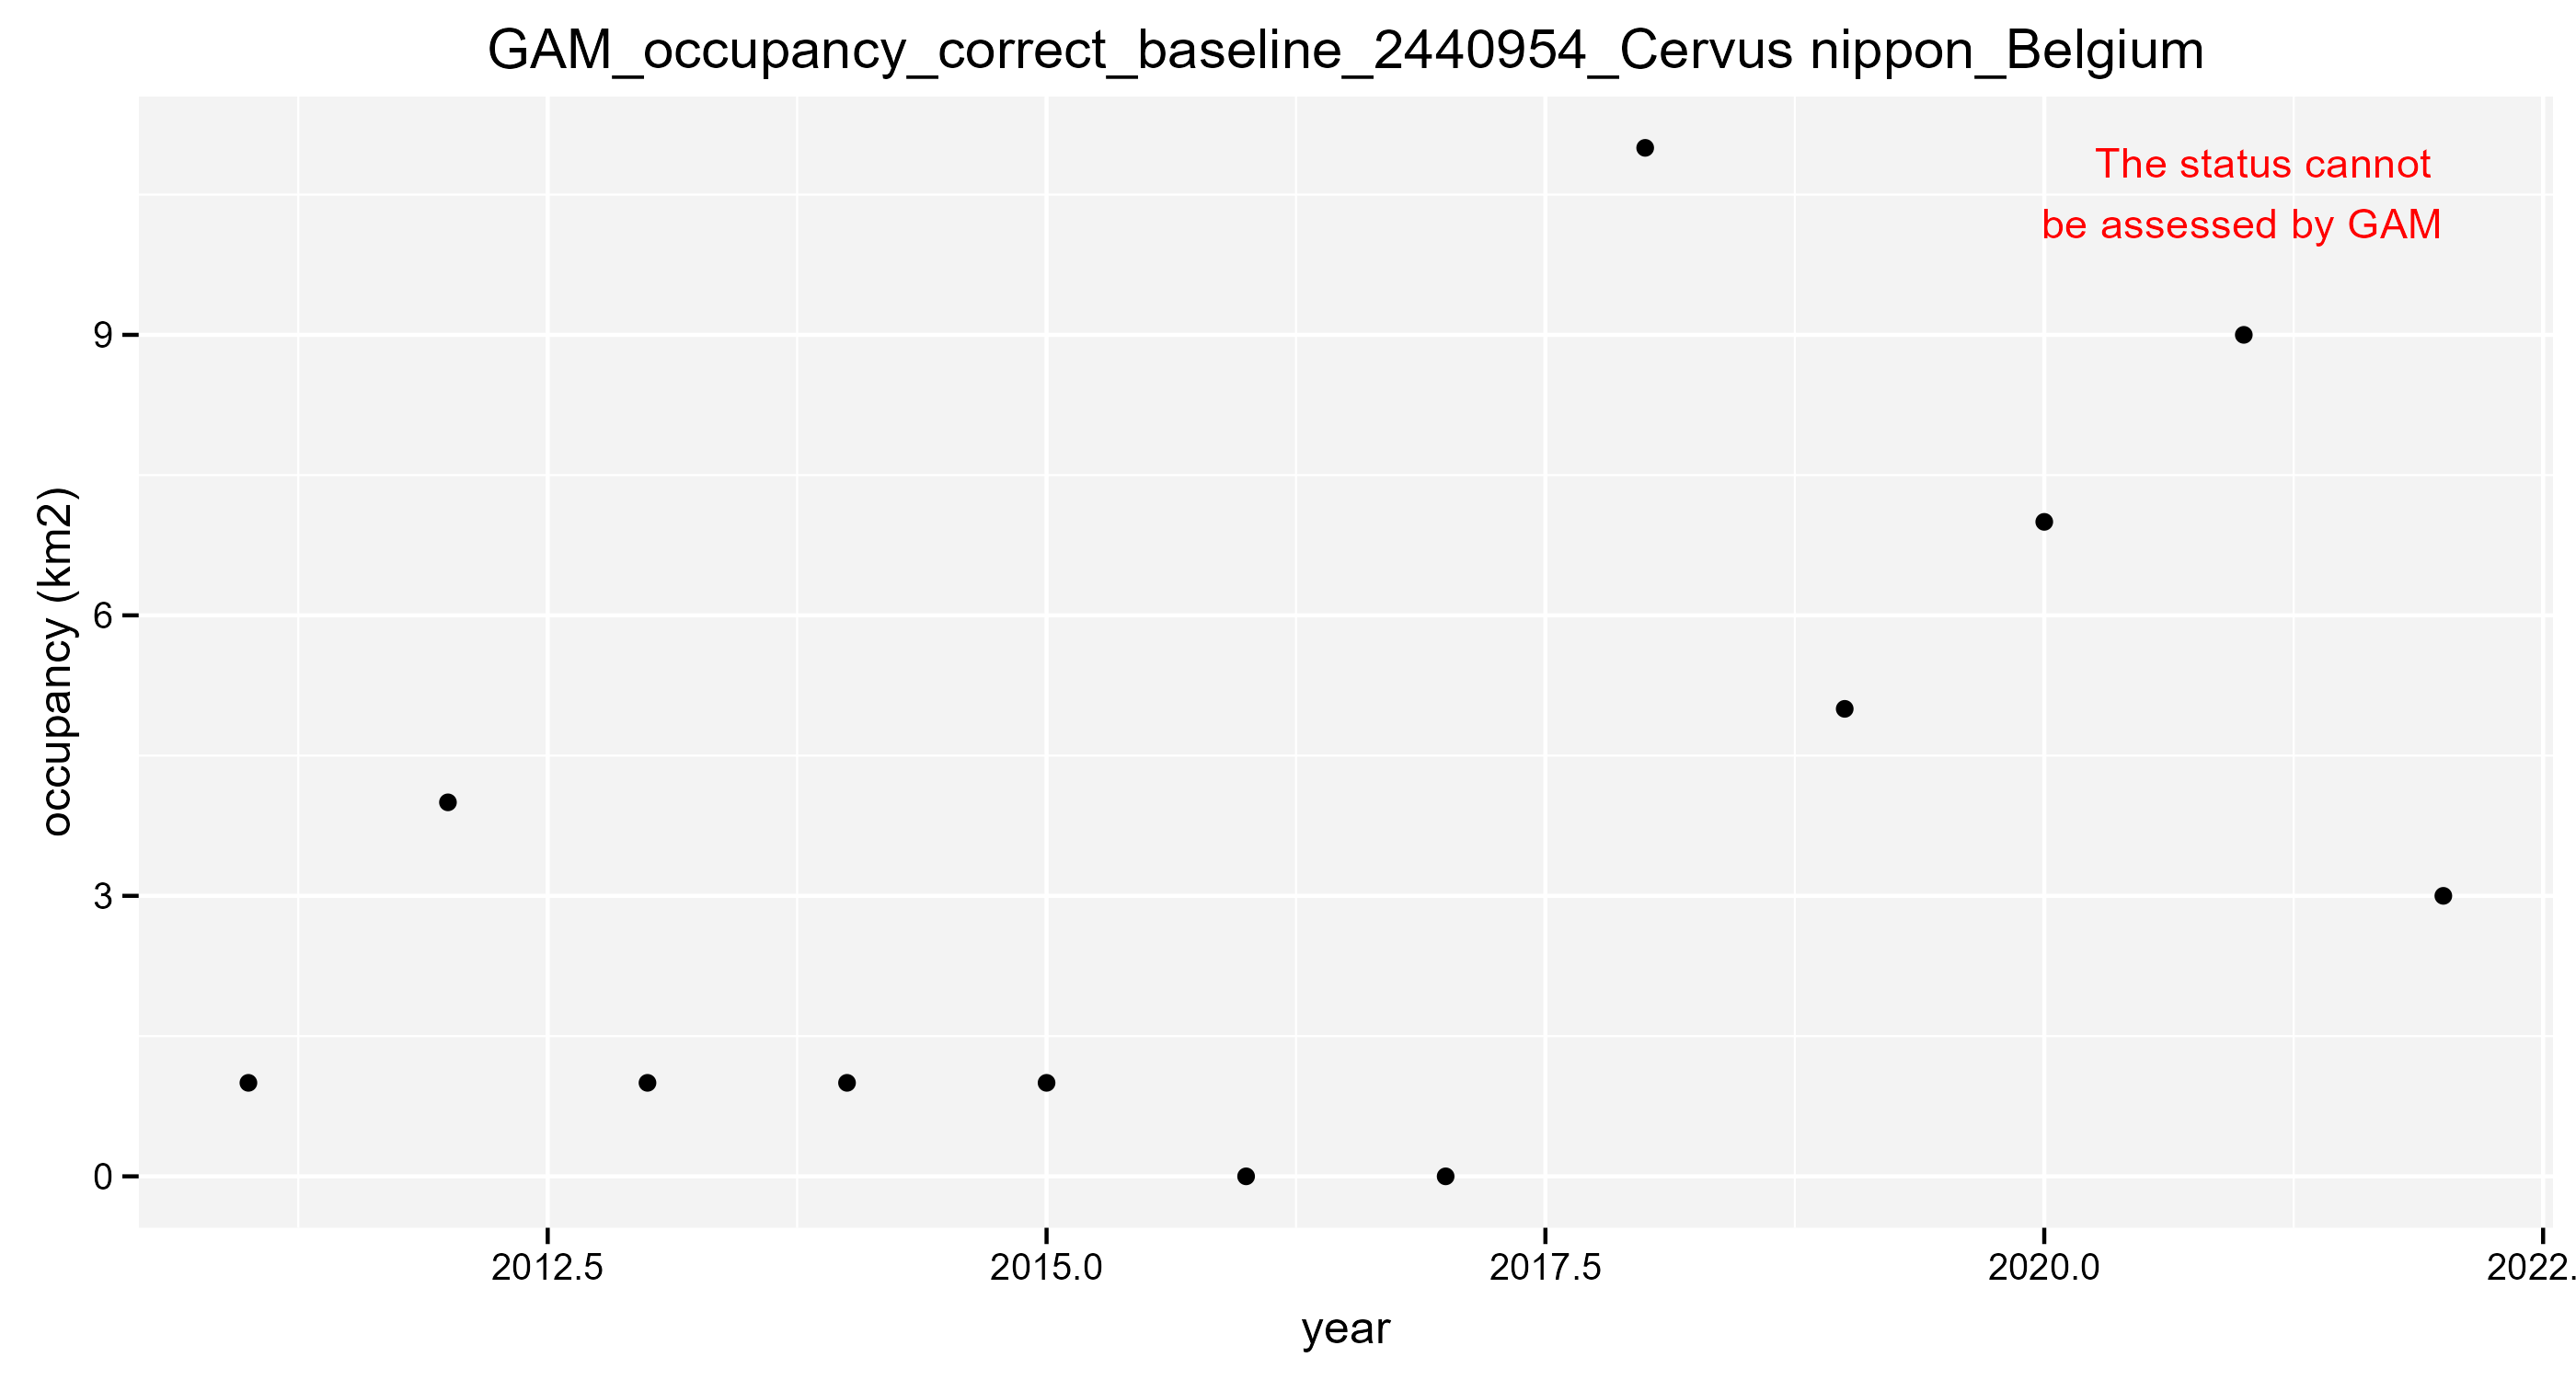 GAM_occupancy_correct_baseline_2440954_Cervus nippon_Belgium
The status cannot
be assessed by GAM
occupancy (km2)
9
6
3
0
2012.5
2015.0
2017.5
2020.0
2022.
year